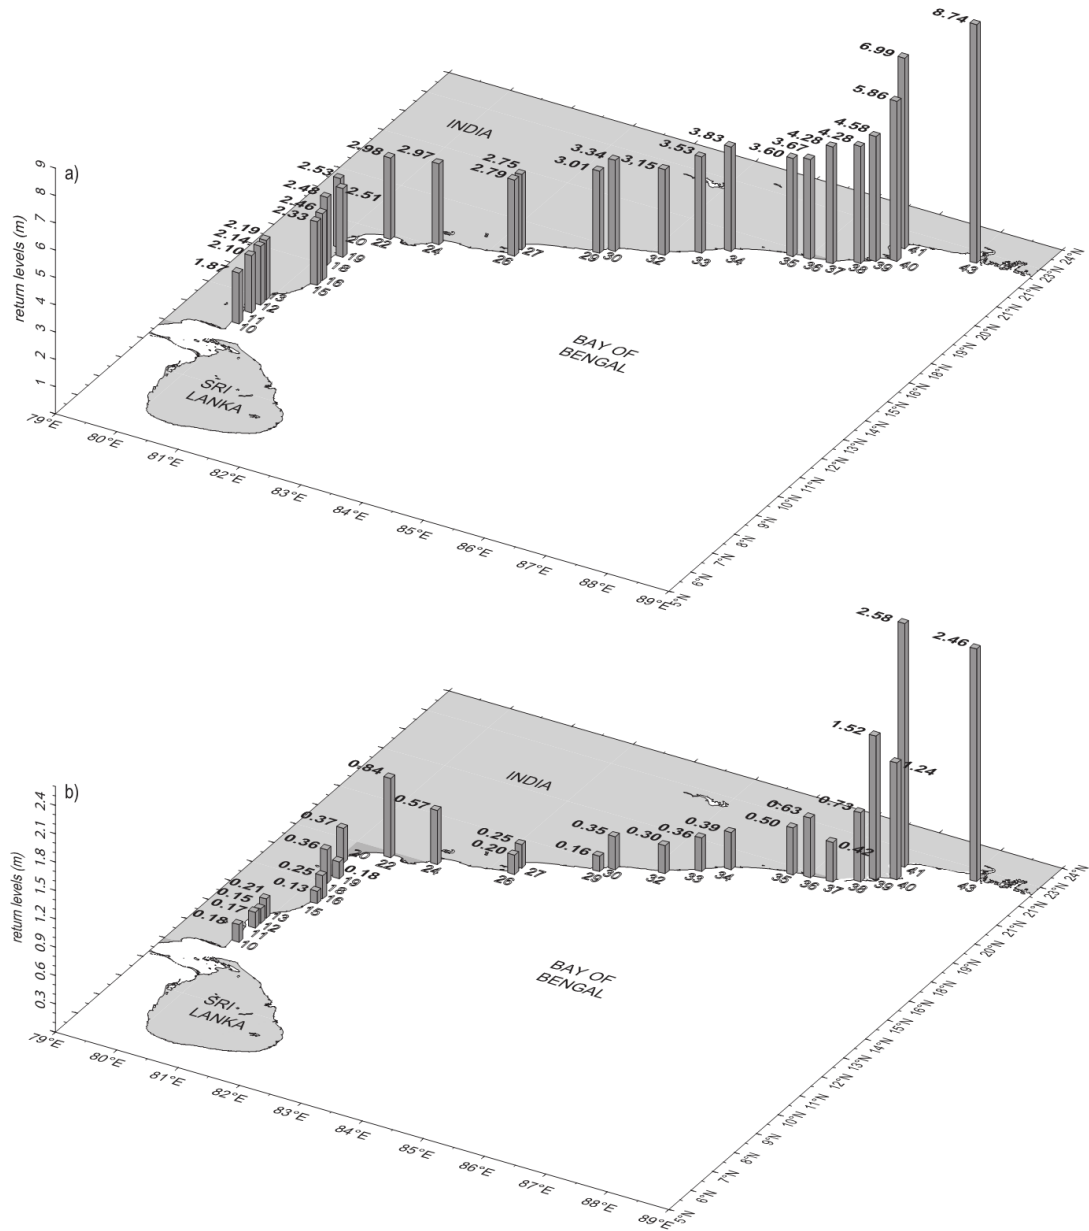 8.74
6.99
5.86
4.58
4.28
4.28
3.67
3.60
3.83
3.53
3,15
3.34
3.01
2.75
2.79
2.97
2.98
2.53
2.51
2.48
2.46
2.33
2.19
2.14
2.10
1.87
INDIA
a)
return levels (m)
9
8
7
6
5
4
3
2
1
10
11
12
13
15
16
18
19
20
22
24
26
27
29
30
32
33
34
35
36
37
38
39
40
41
43
SRI
LANKA
BAY OF
BENGAL
79°E
80°E
81°E
82°E
83°E
84°E
85°E
86°E
87°E
88°E
89°E
5°N
6°N
7°N
8°N
9°N
10°N
11°N
12°N
13°N
14°N
15°N
16°N
17°N
18°N
19°N
20°N
21°N
21°N
23°N
24°N
2.58
2.46
1.52
1.24
0.73
0.42
0.63
0.50
0.39
0.36
0.30
0.35
0.16
0.25
0.20
0.57
0.84
0.37
0.18
0.36
0.25
0.13
0.21
0.15
0.17
0.18
INDIA
b)
return levels (m)
2.4
2.1
1.8
1.5
1.2
0.9
0.6
0.3
10
11
12
13
15
16
18
19
20
22
24
26
27
29
30
32
33
34
35
36
37
38
39
40
41
43
SRI
LANKA
BAY OF
BENGAL
79°E
80°E
81°E
82°E
83°E
84°E
85°E
86°E
87°E
88°E
89°E
5°N
6°N
7°N
8°N
9°N
10°N
11°N
12°N
13°N
14°N
15°N
16°N
17°N
18°N
19°N
20°N
21°N
21°N
23°N
24°N